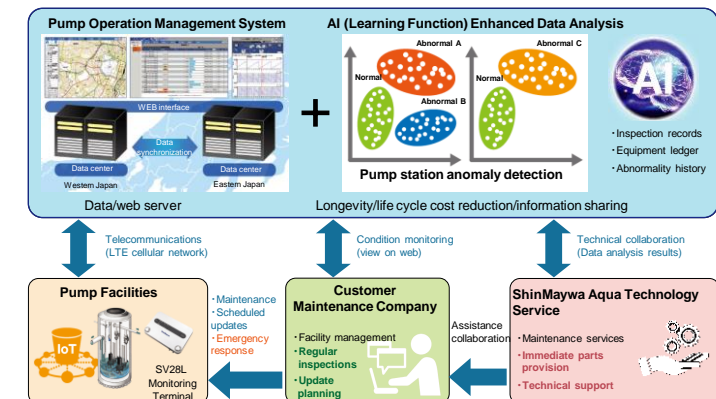 Pump Operation Management System
AI (Learning Function) Enhanced Data Analysis
WEB interface
Data center
Data
synchronization
Data center
Western Japan
Eastern Japan
+
Abnormal A
Normal
Abnormal B
Abnormal C
Normal
Pump station anomaly detection
AI
・Inspection records
・Equipment ledger
・Abnormality history
Data/web server
Longevity/life cycle cost reduction/information sharing
Telecommunications
(LTE cellular network)
Condition monitoring
(view on web)
Technical collaboration
(Data analysis results)
Pump Facilities
IoT
SV28L
Monitoring
Terminal
・Maintenance
・Scheduled
updates
・Emergency
response
Customer
Maintenance Company
・Facility management
・Regular
inspections
・Update
planning
Assistance
collaboration
ShinMaywa Aqua Technology
Service
・Maintenance services
・Immediate parts
provision
・Technical support